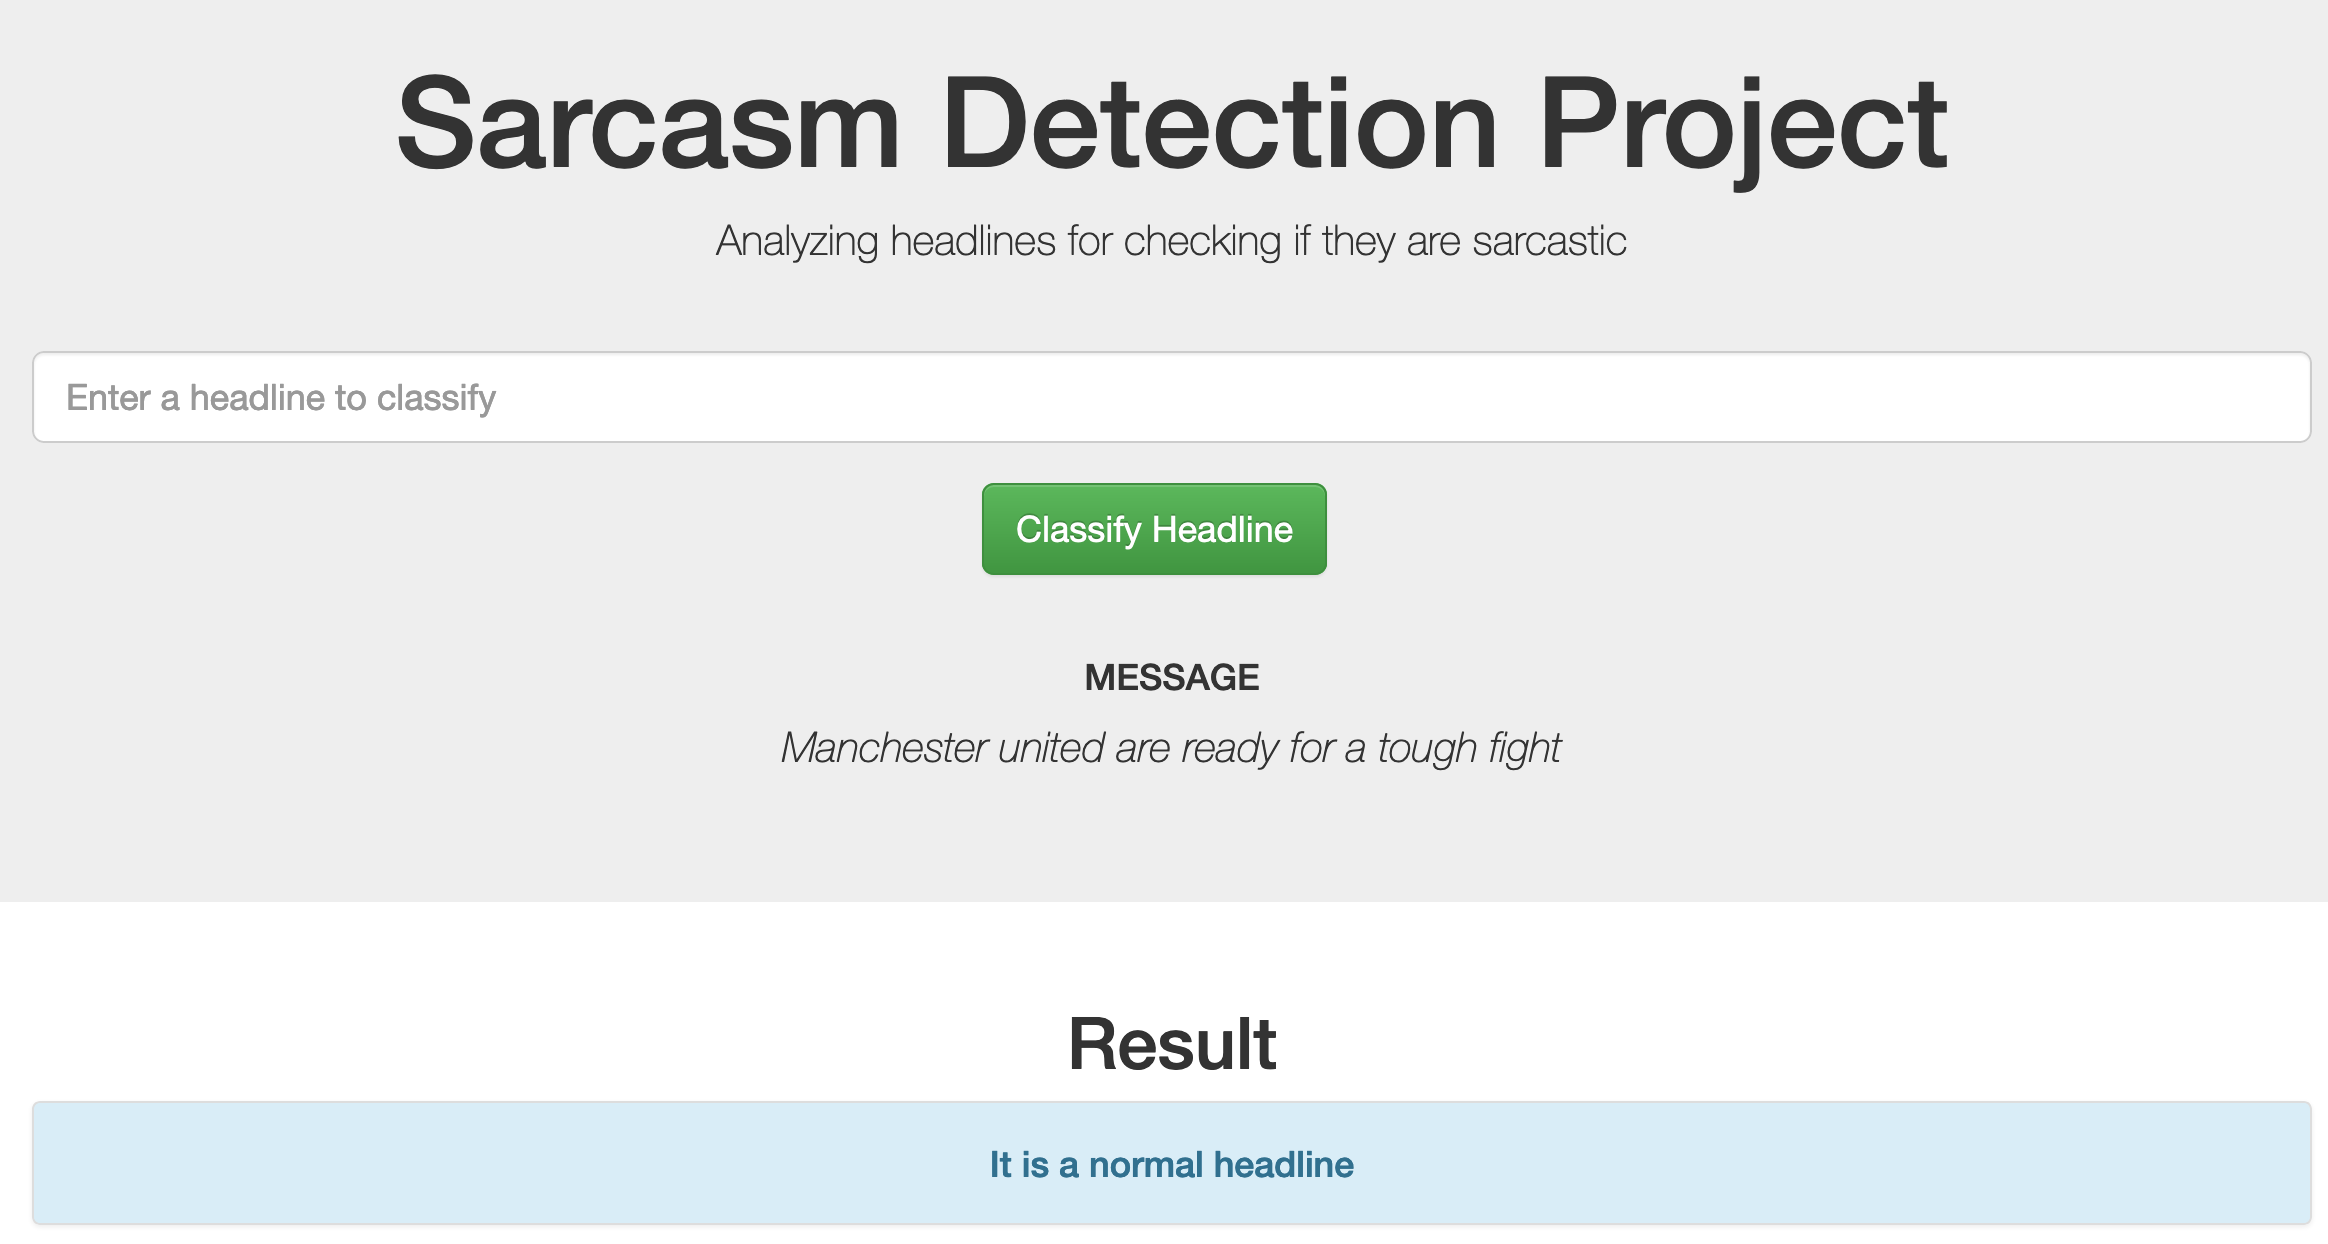 Sarcasm Detection Project
Analyzing headlines for checking if they are sarcastic
Enter a headline to classify
Classify Headline
MESSAGE
Manchester united are ready for a tough fight
Result
It is a normal headline